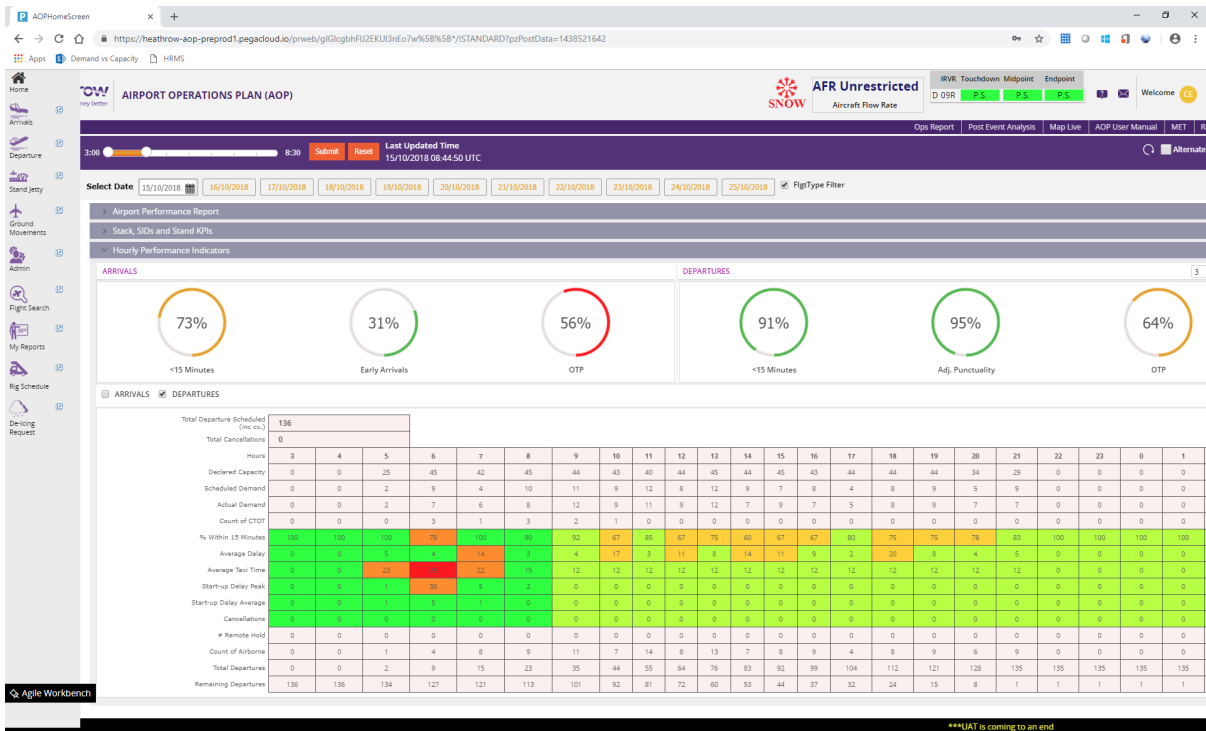 AOPHomeScreen
https://heathrow-aop-preprod1.pegacloud.io/prweb/gIGIcgbhFIJ2EKUI3nEo7w%5B%5B*/!STANDARD?pzPostData=1438521642
Apps Demand vs Capacity HRMS
Home
Arrivals
Departure
Stand Jetty
Ground Movements
Admin
Flight Search
My Reports
Rig Schedule
De-Icing Request
Agile Workbench
AIRPORT OPERATIONS PLAN (AOP)
SNOW
AFR Unrestricted
Aircraft Flow Rate
IRVR Touchdown Midpoint Endpoint
D 09R P.S. P.S. P.S.
Welcome CE
Ops Report Post Event Analysis Map Live AOP User Manual MET R
3:00 8:30 Submit Reset Last Updated Time
15/10/2018 08:44:50 UTC
Alternate
Select Date 15/10/2018 16/10/2018 17/10/2018 18/10/2018 19/10/2018 20/10/2018 21/10/2018 22/10/2018 23/10/2018 24/10/2018 25/10/2018 FlgtType Filter
Airport Performance Report
Stack, SIDs and Stand KPIs
Hourly Performance Indicators
ARRIVALS DEPARTURES 3
73% 31% 56% 91% 95% 64%
<15 Minutes Early Arrivals OTP <15 Minutes Adj. Punctuality OTP
ARRIVALS DEPARTURES
Total Departure Scheduled (inc cx.) 136
Total Cancellations 0
Hours 3 4 5 6 7 8 9 10 11 12 13 14 15 16 17 18 19 20 21 22 23 0 1
Declared Capacity 0 0 25 45 42 45 44 43 40 44 45 44 45 43 44 44 44 34 29 0 0 0 0
Scheduled Demand 0 0 2 9 4 10 11 9 12 8 12 9 7 8 4 8 9 5 9 0 0 0 0
Actual Demand 0 0 2 7 6 8 12 9 11 9 12 7 9 7 5 8 9 7 7 0 0 0 0
Count of CTOT 0 0 0 3 1 3 2 1 0 0 0 0 0 0 0 0 0 0 0 0 0 0 0
% Within 15 Minutes 100 100 100 78 100 90 92 67 85 67 75 60 67 67 80 75 75 78 83 100 100 100 100
Average Delay 0 0 5 4 14 3 4 17 3 11 8 14 11 9 2 20 8 4 5 0 0 0 0
Average Taxi Time 0 0 23 22 15 12 12 12 12 12 12 12 12 12 12 12 12 12 0 0 0 0
Start-up Delay Peak 0 0 1 30 5 2 0 0 0 0 0 0 0 0 0 0 0 0 0 0 0 0 0
Start-up Delay Average 0 0 1 5 1 0 0 0 0 0 0 0 0 0 0 0 0 0 0 0 0 0 0
Cancellations 0 0 0 0 0 0 0 0 0 0 0 0 0 0 0 0 0 0 0 0 0 0 0
# Remote Hold 0 0 0 0 0 0 0 0 0 0 0 0 0 0 0 0 0 0 0 0 0 0 0
Count of Airborne 0 0 1 4 8 9 11 7 14 8 13 7 8 9 4 8 9 6 9 0 0 0 0
Total Departures 0 0 2 9 15 23 35 44 55 64 76 83 92 99 104 112 121 128 135 135 135 135 135
Remaining Departures 136 136 134 127 121 113 101 92 81 72 60 53 44 37 32 24 15 8 1 1 1 1 1
***UAT is coming to an end